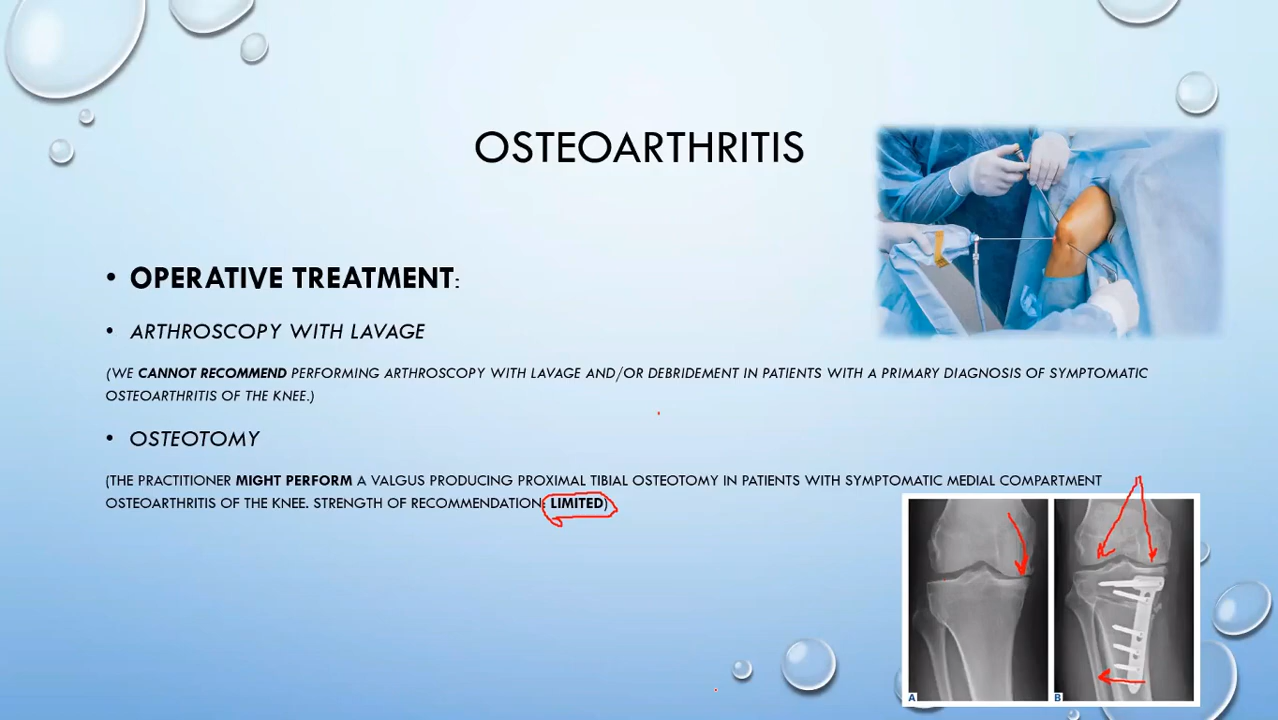 OSTEOARTHRITIS
• OPERATIVE TREATMENT:
• ARTHROSCOPY WITH LAVAGE
(WE CANNOT RECOMMEND PERFORMING ARTHROSCOPY WITH LAVAGE AND/OR DEBRIDEMENT IN PATIENTS WITH A PRIMARY DIAGNOSIS OF SYMPTOMATIC
OSTEOARTHRITIS OF THE KNEE.)
• OSTEOTOMY
(THE PRACTITIONER MIGHT PERFORM A VALGUS PRODUCING PROXIMAL TIBIAL OSTEOTOMY IN PATIENTS WITH SYMPTOMATIC MEDIAL COMPARTMENT
OSTEOARTHRITIS OF THE KNEE. STRENGTH OF RECOMMENDATION: LIMITED)
A B